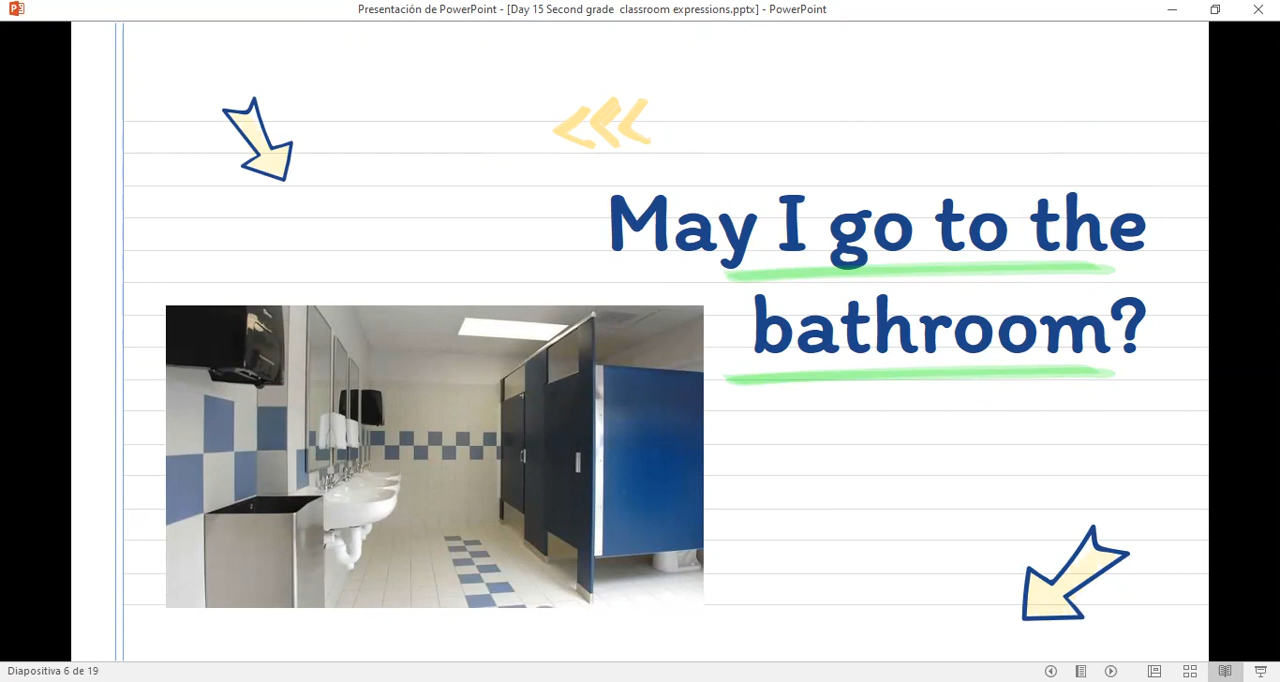 Presentación de PowerPoint - [Day 15 Second grade  classroom expressions.pptx] - PowerPoint
May I go to the
bathroom?
Diapositiva 6 de 19